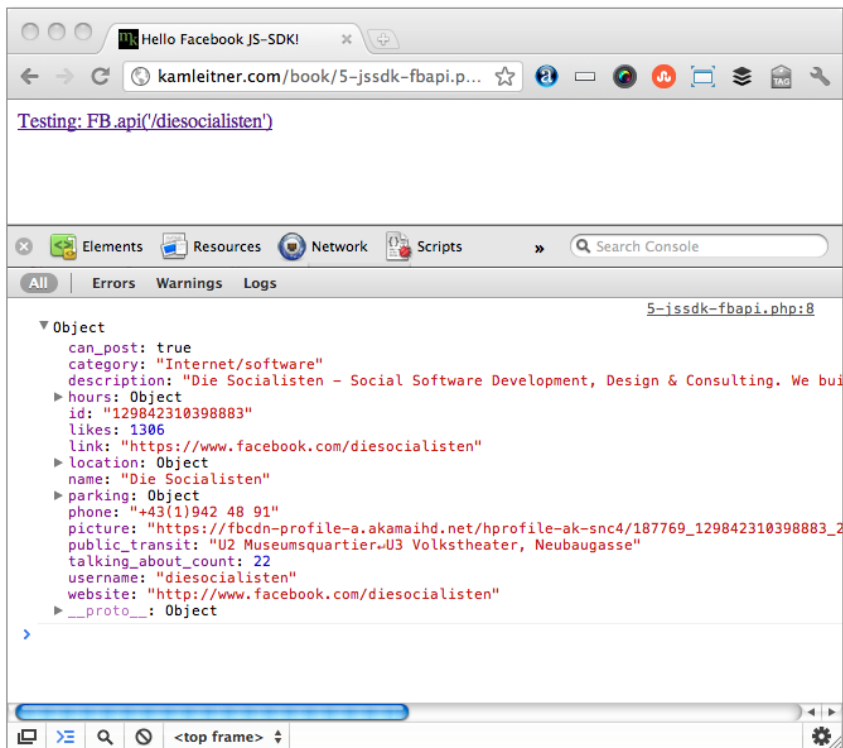 Hello Facebook JS-SDK!
kamleitner.com/book/5-jssdk-fbapi.p...
TAG
Testing: FB.api('/diesocialisten')
Elements Resources Network Scripts » Search Console
All Errors Warnings Logs
5-jssdk-fbapi.php:8
Object
can_post: true
category: "Internet/software"
description: "Die Socialisten - Social Software Development, Design & Consulting. We bui
hours: Object
id: "129842310398883"
likes: 1306
link: "https://www.facebook.com/diesocialisten"
location: Object
name: "Die Socialisten"
parking: Object
phone: "+43(1)942 48 91"
picture: "https://fbcdn-profile-a.akamaihd.net/hprofile-ak-snc4/187769_129842310398883_2
public_transit: "U2 Museumsquartier↵U3 Volkstheater, Neubaugasse"
talking_about_count: 22
username: "diesocialisten"
website: "http://www.facebook.com/diesocialisten"
__proto__: Object
<top frame>